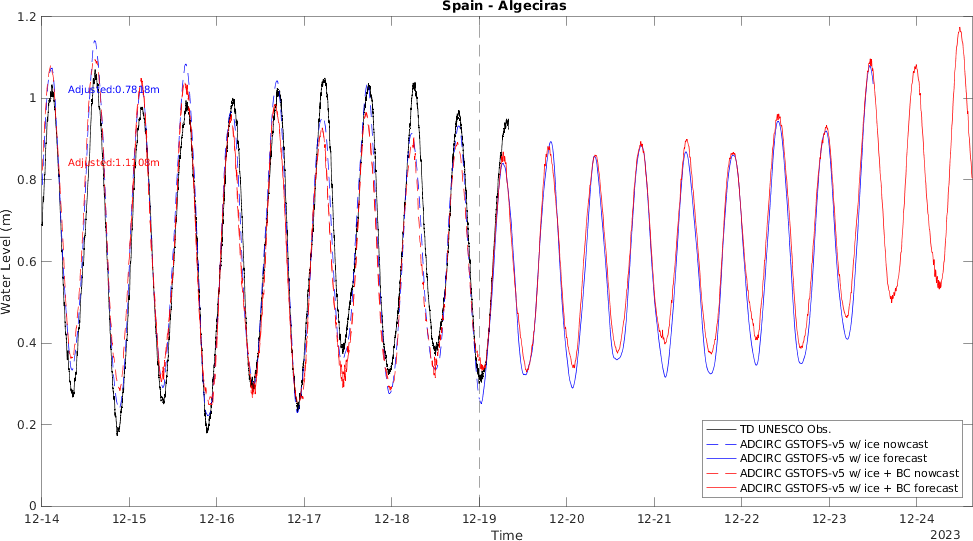 Spain - Algeciras
1.2
1
0.8
0.6
0.4
0.2
0
Water Level (m)
Adjusted:0.7818m
Adjusted:1.1108m
TD UNESCO Obs.
ADCIRC GSTOFS-v5 w/ ice nowcast
ADCIRC GSTOFS-v5 w/ ice forecast
ADCIRC GSTOFS-v5 w/ ice + BC nowcast
ADCIRC GSTOFS-v5 w/ ice + BC forecast
12-14 12-15 12-16 12-17 12-18 12-19 12-20 12-21 12-22 12-23 12-24
Time
2023